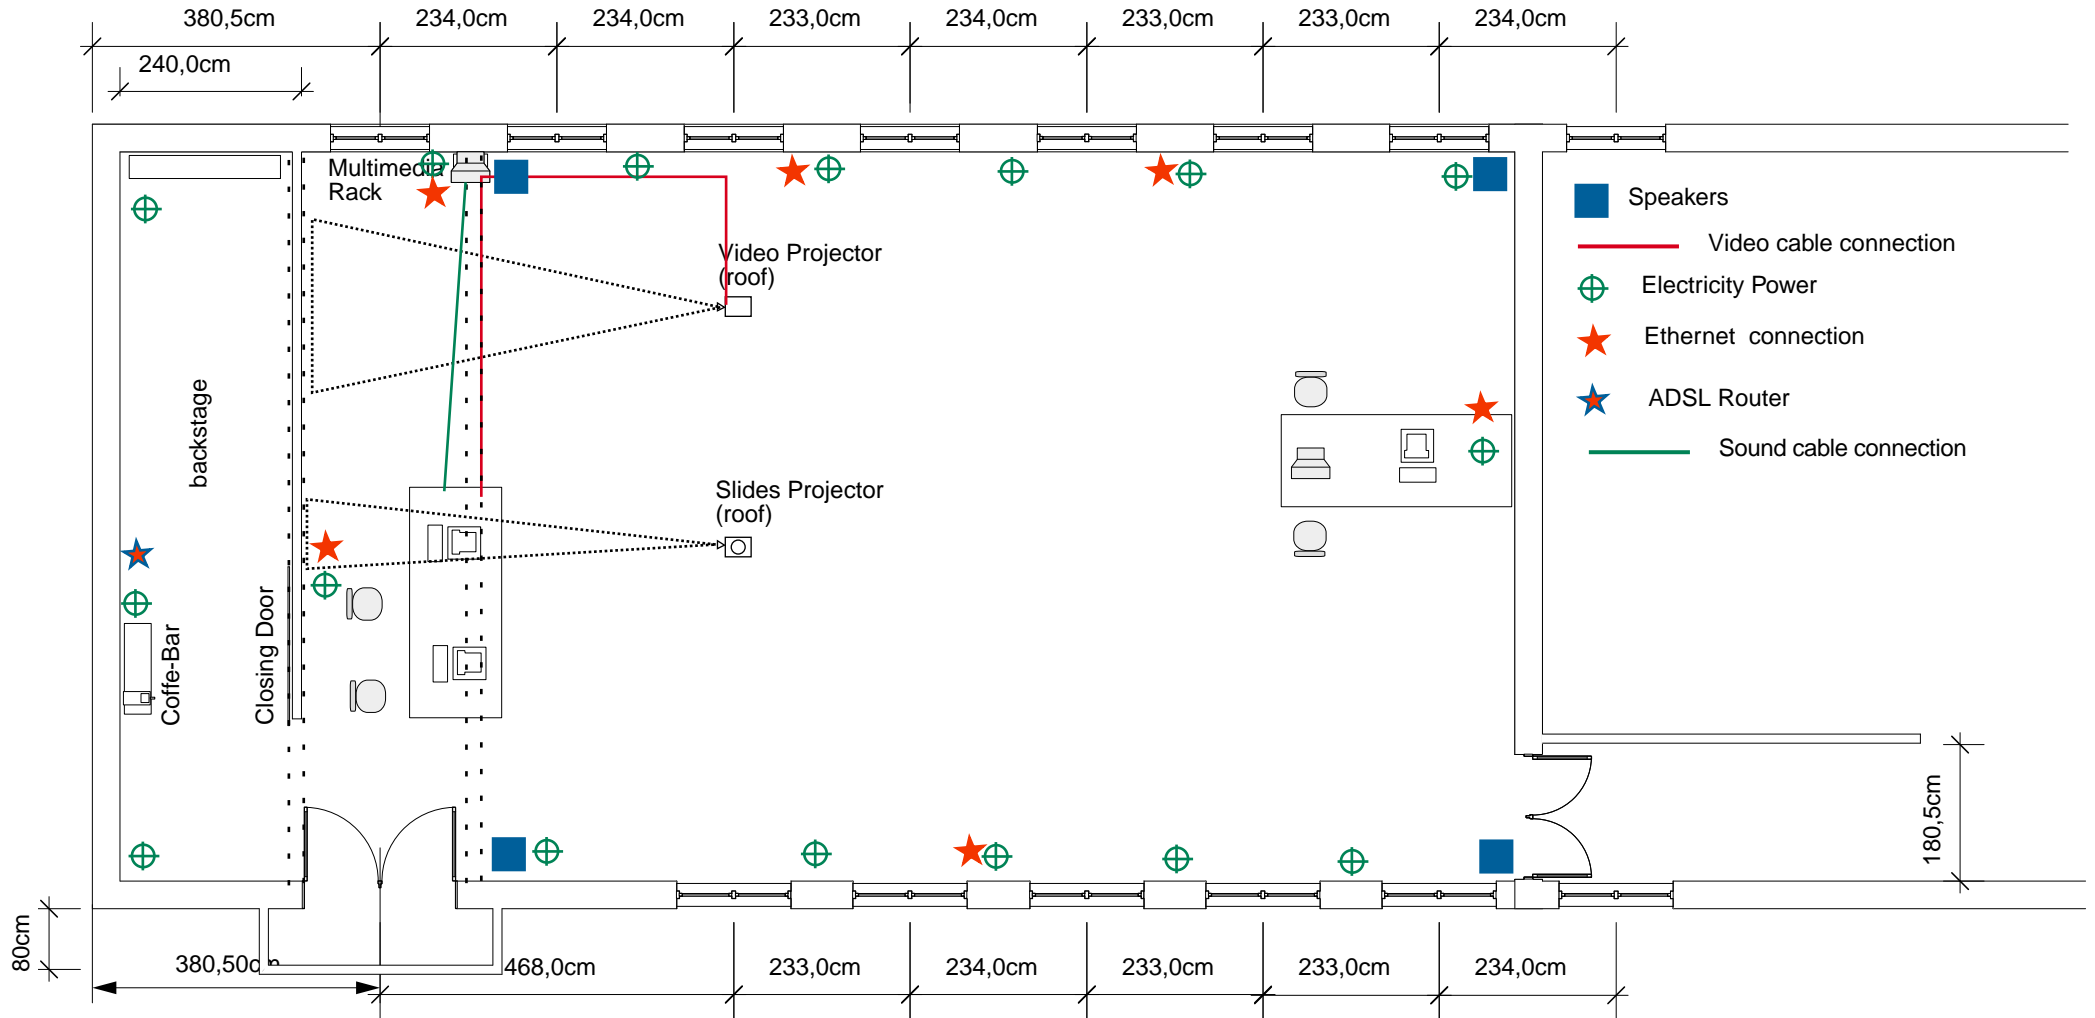 380,5cm
234,0cm
234,0cm
233,0cm
234,0cm
233,0cm
233,0cm
234,0cm
240,0cm
Multimedia
Rack
Speakers
Video cable connection
Video Projector
(roof)
Electricity Power
Ethernet connection
backstage
ADSL Router
Sound cable connection
Slides Projector
(roof)
Closing Door
Coffe-Bar
180,5cm
80cm
380,50cm
468,0cm
233,0cm
234,0cm
233,0cm
233,0cm
234,0cm